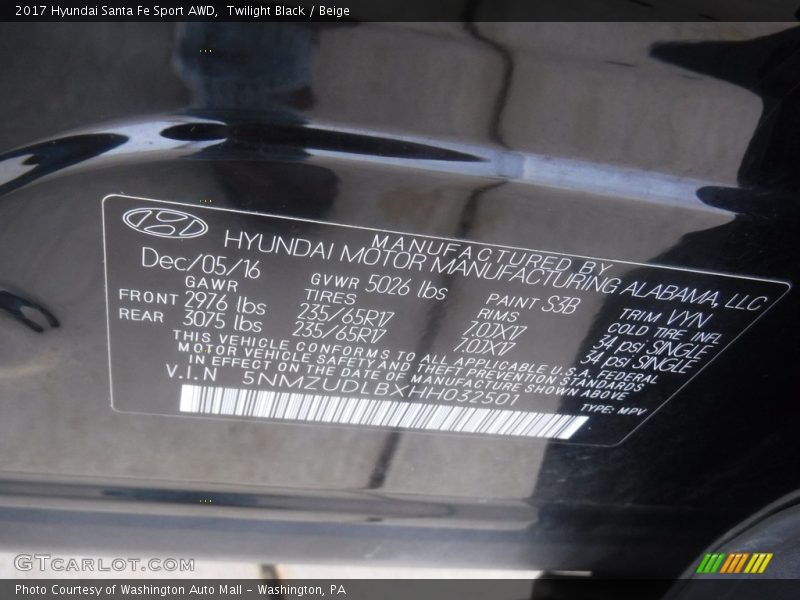 2017 Hyundai Santa Fe Sport AWD, Twilight Black / Beige
MANUFACTURED BY
HYUNDAI MOTOR MANUFACTURING ALABAMA, LLC
Dec/05/16 GVWR 5026 lbs PAINT S3B TRIM VYN
GAWR TIRES RIMS COLD TIRE INFL
FRONT 2976 lbs 235/65R17 7.0JX17 34 psi SINGLE
REAR 3075 lbs 235/65R17 7.0JX17 34 psi SINGLE
THIS VEHICLE CONFORMS TO ALL APPLICABLE U.S.A. FEDERAL
MOTOR VEHICLE SAFETY AND THEFT PREVENTION STANDARDS
IN EFFECT ON THE DATE OF MANUFACTURE SHOWN ABOVE
V.I.N 5NMZUDLBXHH032501
TYPE: MPV
GTCARLOT.COM
Photo Courtesy of Washington Auto Mall - Washington, PA